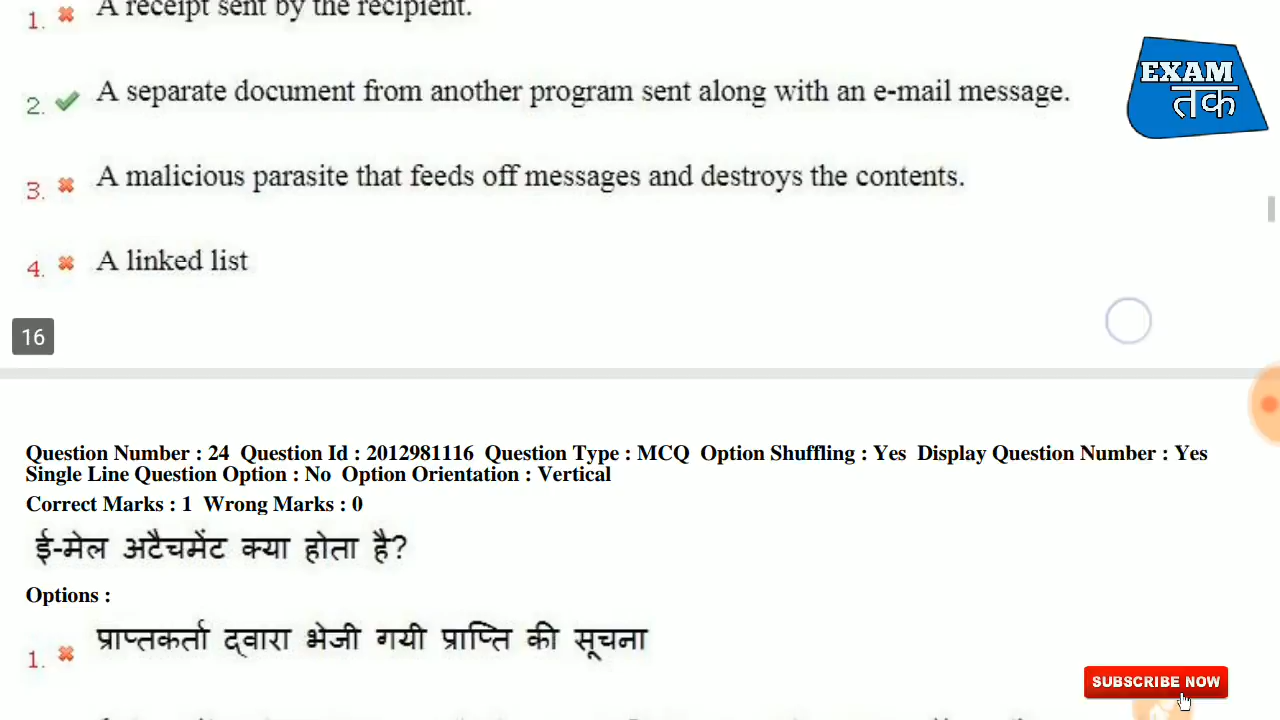 1. A receipt sent by the recipient.
EXAM
तक
2. A separate document from another program sent along with an e-mail message.
3. A malicious parasite that feeds off messages and destroys the contents.
4. A linked list
16
Question Number : 24 Question Id : 2012981116 Question Type : MCQ Option Shuffling : Yes Display Question Number : Yes
Single Line Question Option : No Option Orientation : Vertical
Correct Marks : 1 Wrong Marks : 0
ई-मेल अटैचमेंट क्या होता है?
Options :
1. प्राप्तकर्ता द्वारा भेजी गयी प्राप्ति की सूचना
SUBSCRIBE NOW